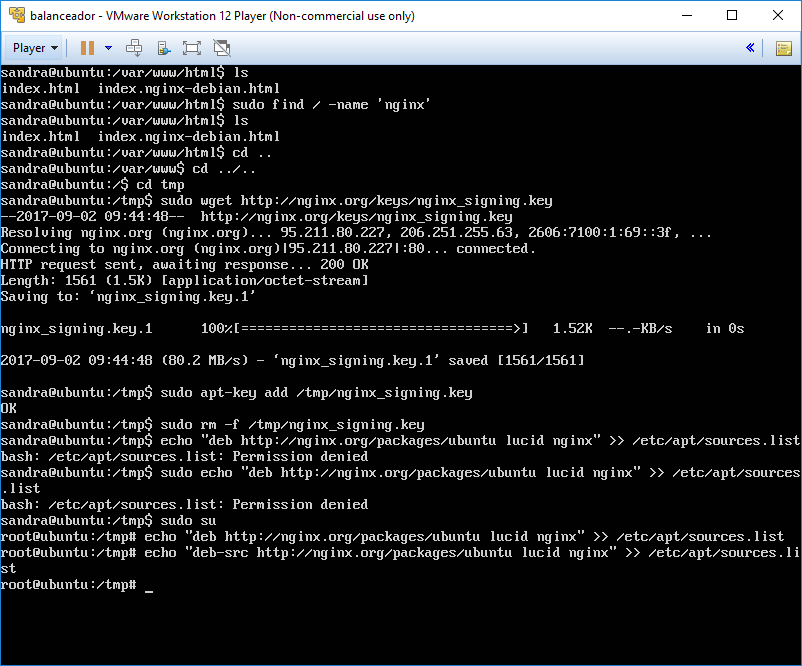 balanceador - VMware Workstation 12 Player (Non-commercial use only)
Player
sandra@ubuntu:/var/www/html$ ls
index.html  index.nginx-debian.html
sandra@ubuntu:/var/www/html$ sudo find / -name 'nginx'
sandra@ubuntu:/var/www/html$ ls
index.html  index.nginx-debian.html
sandra@ubuntu:/var/www/html$ cd ..
sandra@ubuntu:/var/www$ cd ../..
sandra@ubuntu:/$ cd tmp
sandra@ubuntu:/tmp$ sudo wget http://nginx.org/keys/nginx_signing.key
--2017-09-02 09:44:48--  http://nginx.org/keys/nginx_signing.key
Resolving nginx.org (nginx.org)... 95.211.80.227, 206.251.255.63, 2606:7100:1:69::3f, ...
Connecting to nginx.org (nginx.org)|95.211.80.227|:80... connected.
HTTP request sent, awaiting response... 200 OK
Length: 1561 (1.5K) [application/octet-stream]
Saving to: ‘nginx_signing.key.1’
nginx_signing.key.1      100%[==================================>]   1.52K  --.-KB/s    in 0s
2017-09-02 09:44:48 (80.2 MB/s) - ‘nginx_signing.key.1’ saved [1561/1561]
sandra@ubuntu:/tmp$ sudo apt-key add /tmp/nginx_signing.key
OK
sandra@ubuntu:/tmp$ sudo rm -f /tmp/nginx_signing.key
sandra@ubuntu:/tmp$ echo "deb http://nginx.org/packages/ubuntu lucid nginx" >> /etc/apt/sources.list
bash: /etc/apt/sources.list: Permission denied
sandra@ubuntu:/tmp$ sudo echo "deb http://nginx.org/packages/ubuntu lucid nginx" >> /etc/apt/sources
.list
bash: /etc/apt/sources.list: Permission denied
sandra@ubuntu:/tmp$ sudo su
root@ubuntu:/tmp# echo "deb http://nginx.org/packages/ubuntu lucid nginx" >> /etc/apt/sources.list
root@ubuntu:/tmp# echo "deb-src http://nginx.org/packages/ubuntu lucid nginx" >> /etc/apt/sources.li
st
root@ubuntu:/tmp# _